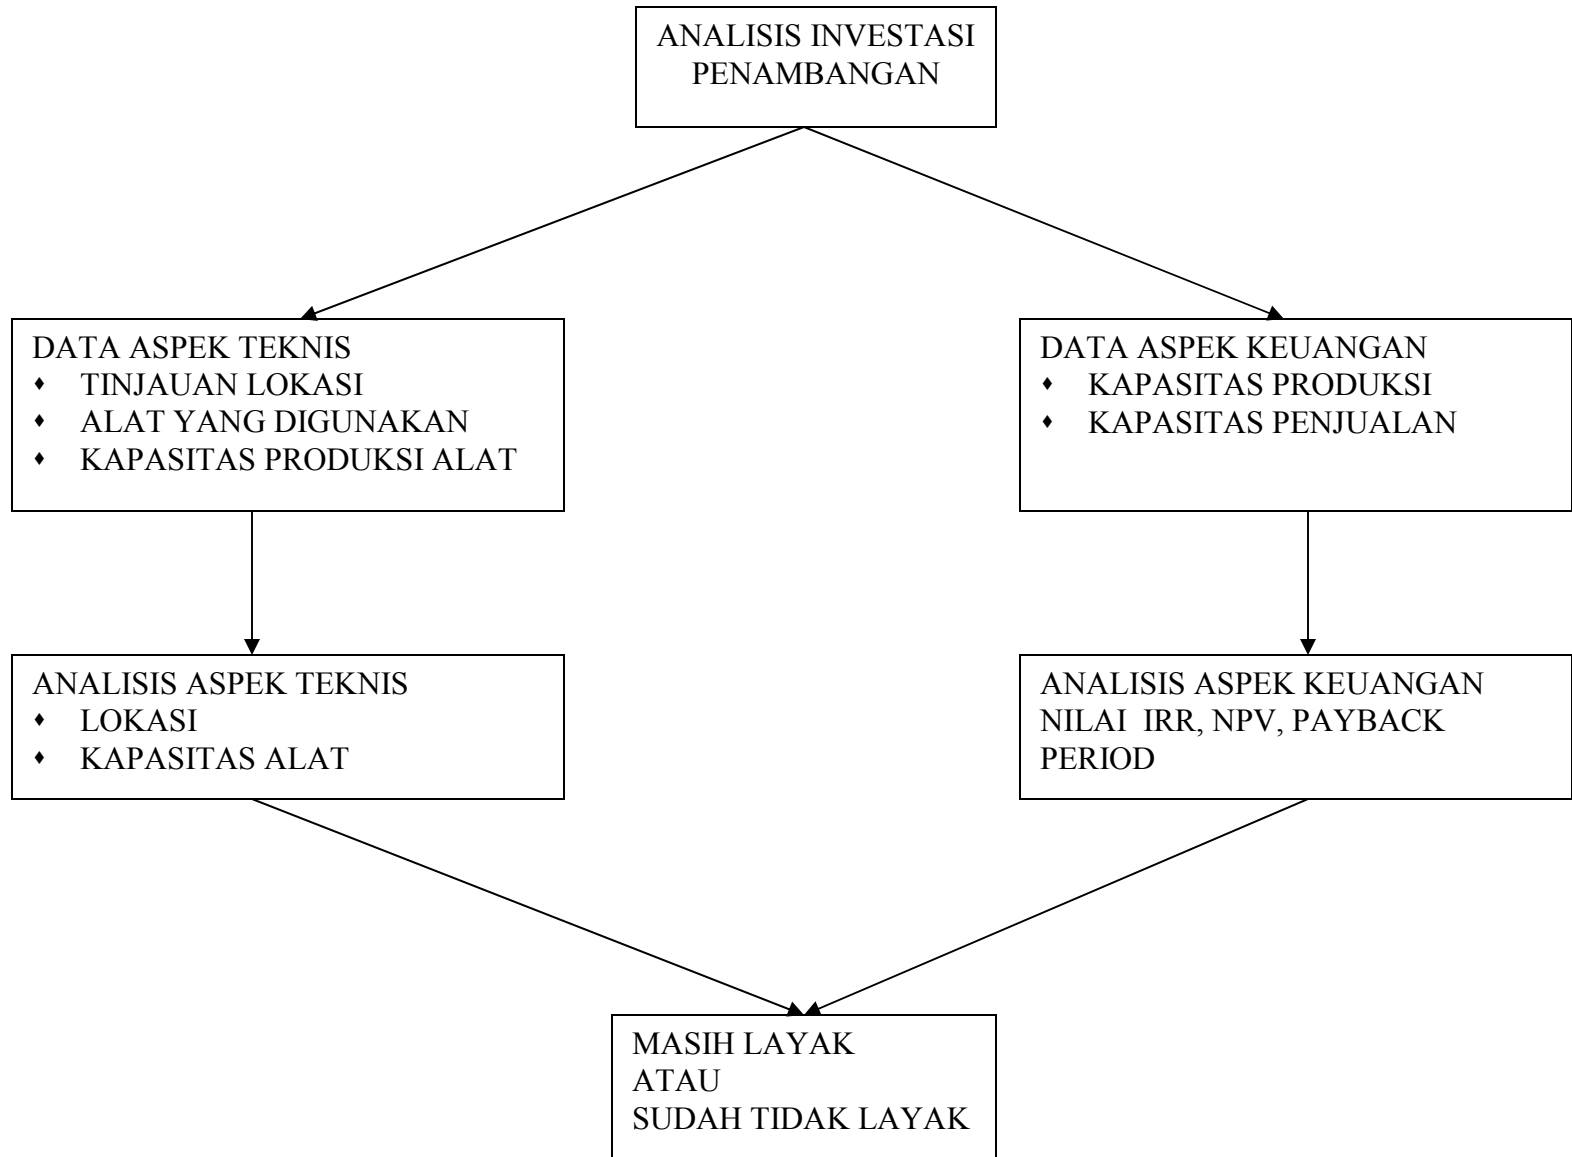 ANALISIS INVESTASI
PENAMBANGAN
DATA ASPEK TEKNIS
♦ TINJAUAN LOKASI
♦ ALAT YANG DIGUNAKAN
♦ KAPASITAS PRODUKSI ALAT
DATA ASPEK KEUANGAN
♦ KAPASITAS PRODUKSI
♦ KAPASITAS PENJUALAN
ANALISIS ASPEK TEKNIS
♦ LOKASI
♦ KAPASITAS ALAT
ANALISIS ASPEK KEUANGAN
NILAI IRR, NPV, PAYBACK
PERIOD
MASIH LAYAK
ATAU
SUDAH TIDAK LAYAK